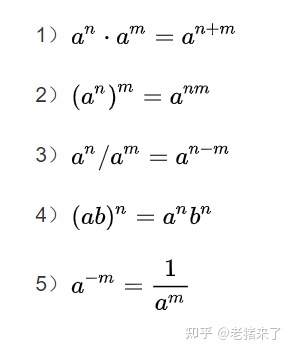 1）aⁿ · aᵐ = aⁿ⁺ᵐ
2）(aⁿ)ᵐ = aⁿᵐ
3）aⁿ/aᵐ = aⁿ⁻ᵐ
4）(ab)ⁿ = aⁿbⁿ
5）a⁻ᵐ = 1/aᵐ
知乎 @老猪来了